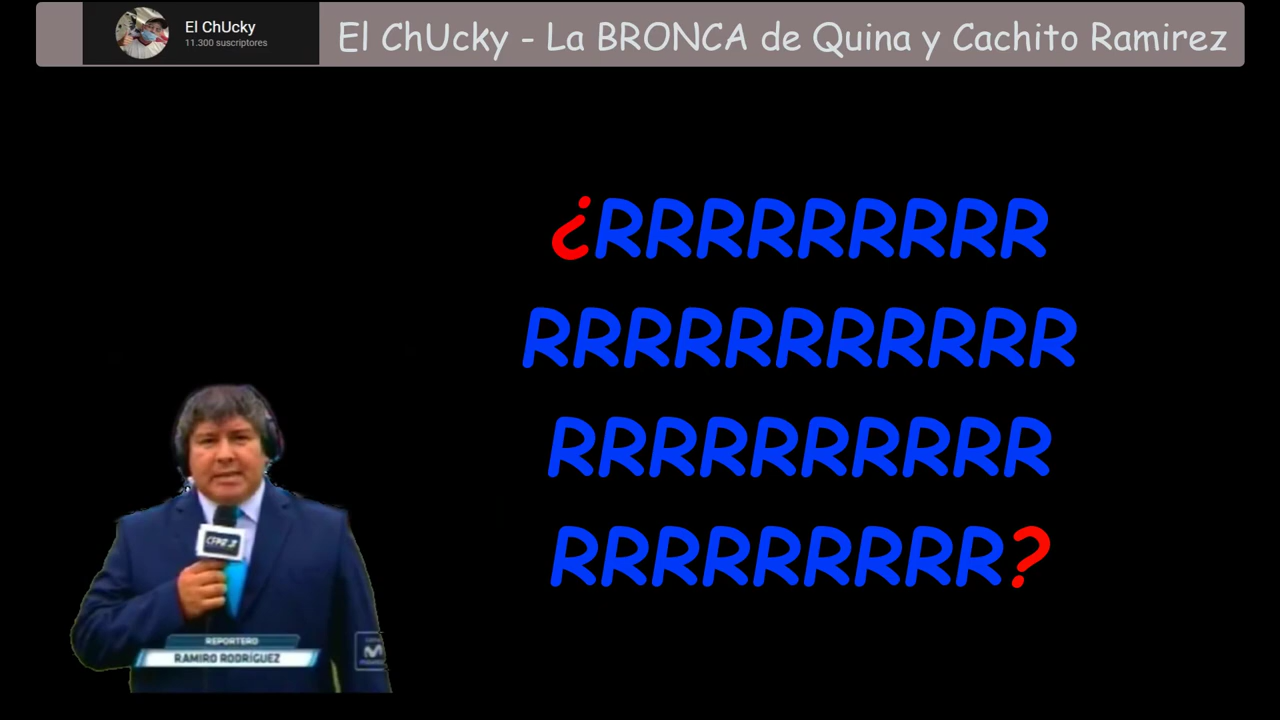 El ChUcky
11.300 suscriptores
El ChUcky - La BRONCA de Quina y Cachito Ramirez
¿RRRRRRRRR
RRRRRRRRRRR
RRRRRRRRRR
RRRRRRRRR?
REPORTERO
RAMIRO RODRÍGUEZ